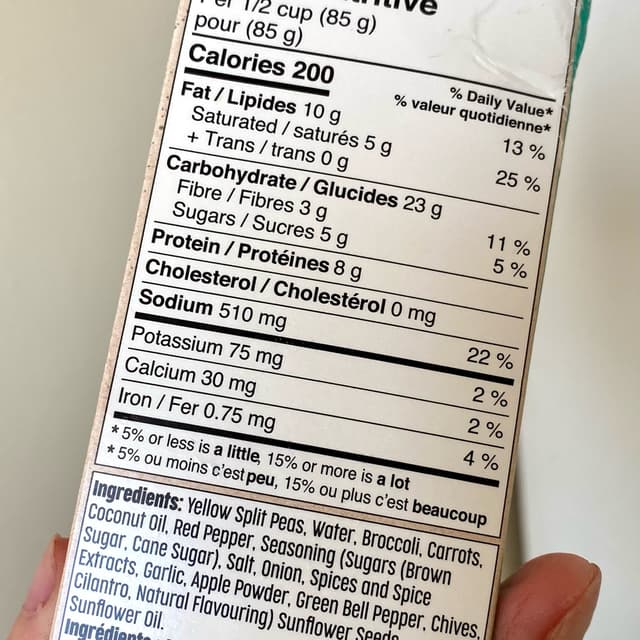 Per 1/2 cup (85 g)
pour (85 g)
Calories 200
% Daily Value*
% valeur quotidienne*
Fat / Lipides 10 g
13 %
Saturated / saturés 5 g
+ Trans / trans 0 g
25 %
Carbohydrate / Glucides 23 g
Fibre / Fibres 3 g
11 %
Sugars / Sucres 5 g
5 %
Protein / Protéines 8 g
Cholesterol / Cholestérol 0 mg
Sodium 510 mg
22 %
Potassium 75 mg
2 %
Calcium 30 mg
2 %
Iron / Fer 0.75 mg
4 %
*5% or less is a little, 15% or more is a lot
*5% ou moins c'est peu, 15% ou plus c'est beaucoup
Ingredients: Yellow Split Peas, Water, Broccoli, Carrots,
Coconut Oil, Red Pepper, Seasoning (Sugars (Brown
Sugar, Cane Sugar), Salt, Onion, Spices and Spice
Extracts, Garlic, Apple Powder, Green Bell Pepper, Chives,
Cilantro, Natural Flavouring) Sunflower Seeds
Sunflower Oil.